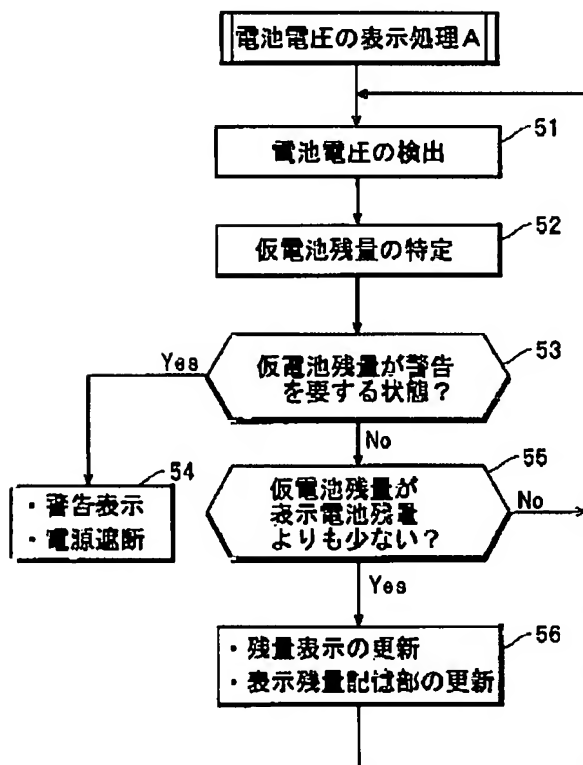 電池電圧の表示処理A
電池電圧の検出
51
仮電池残量の特定
52
仮電池残量が警告
を要する状態?
53
Yes
No
・警告表示
・電源遮断
54
仮電池残量が
表示電池残量
よりも少ない?
55
No
Yes
・残量表示の更新
・表示残量記憶部の更新
56